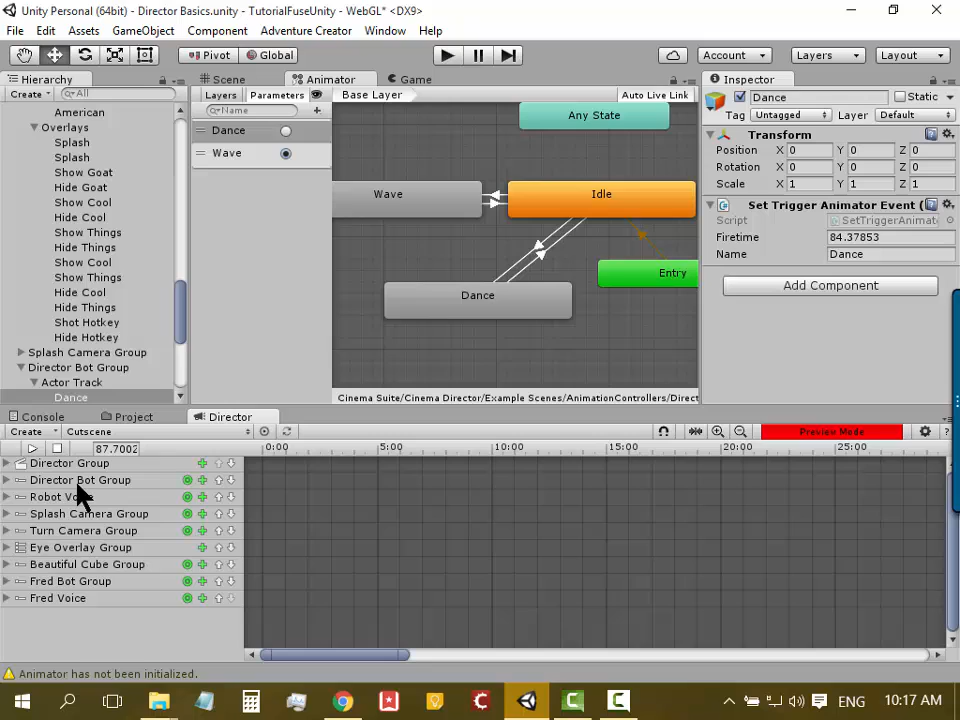 Unity Personal (64bit) - Director Basics.unity - TutorialFuseUnity - WebGL* <DX9>
File Edit Assets GameObject Component Adventure Creator Window Help
Pivot Global Account Layers Layout
Hierarchy
Create All
American
Overlays
Splash
Splash
Show Goat
Hide Goat
Show Cool
Hide Cool
Show Things
Hide Things
Show Cool
Show Things
Hide Cool
Hide Things
Shot Hotkey
Hide Hotkey
Splash Camera Group
Director Bot Group
Actor Track
Dance
Scene Animator Game
Layers Parameters Base Layer Auto Live Link
Name
Dance
Wave
Any State
Wave
Idle
Entry
Dance
Cinema Suite/Cinema Director/Example Scenes/AnimationControllers/Direct
Inspector
Dance Static
Tag Untagged Layer Default
Transform
Position X 0 Y 0 Z 0
Rotation X 0 Y 0 Z 0
Scale X 1 Y 1 Z 1
Set Trigger Animator Event (
Script SetTriggerAnimat
Firetime 84.37853
Name Dance
Add Component
Console Project Director
Create Cutscene Preview Mode ?
87.7002 0:00 5:00 10:00 15:00 20:00 25:00
Director Group
Director Bot Group
Robot
Splash Camera Group
Turn Camera Group
Eye Overlay Group
Beautiful Cube Group
Fred Bot Group
Fred Voice
Animator has not been initialized.
ENG 10:17 AM